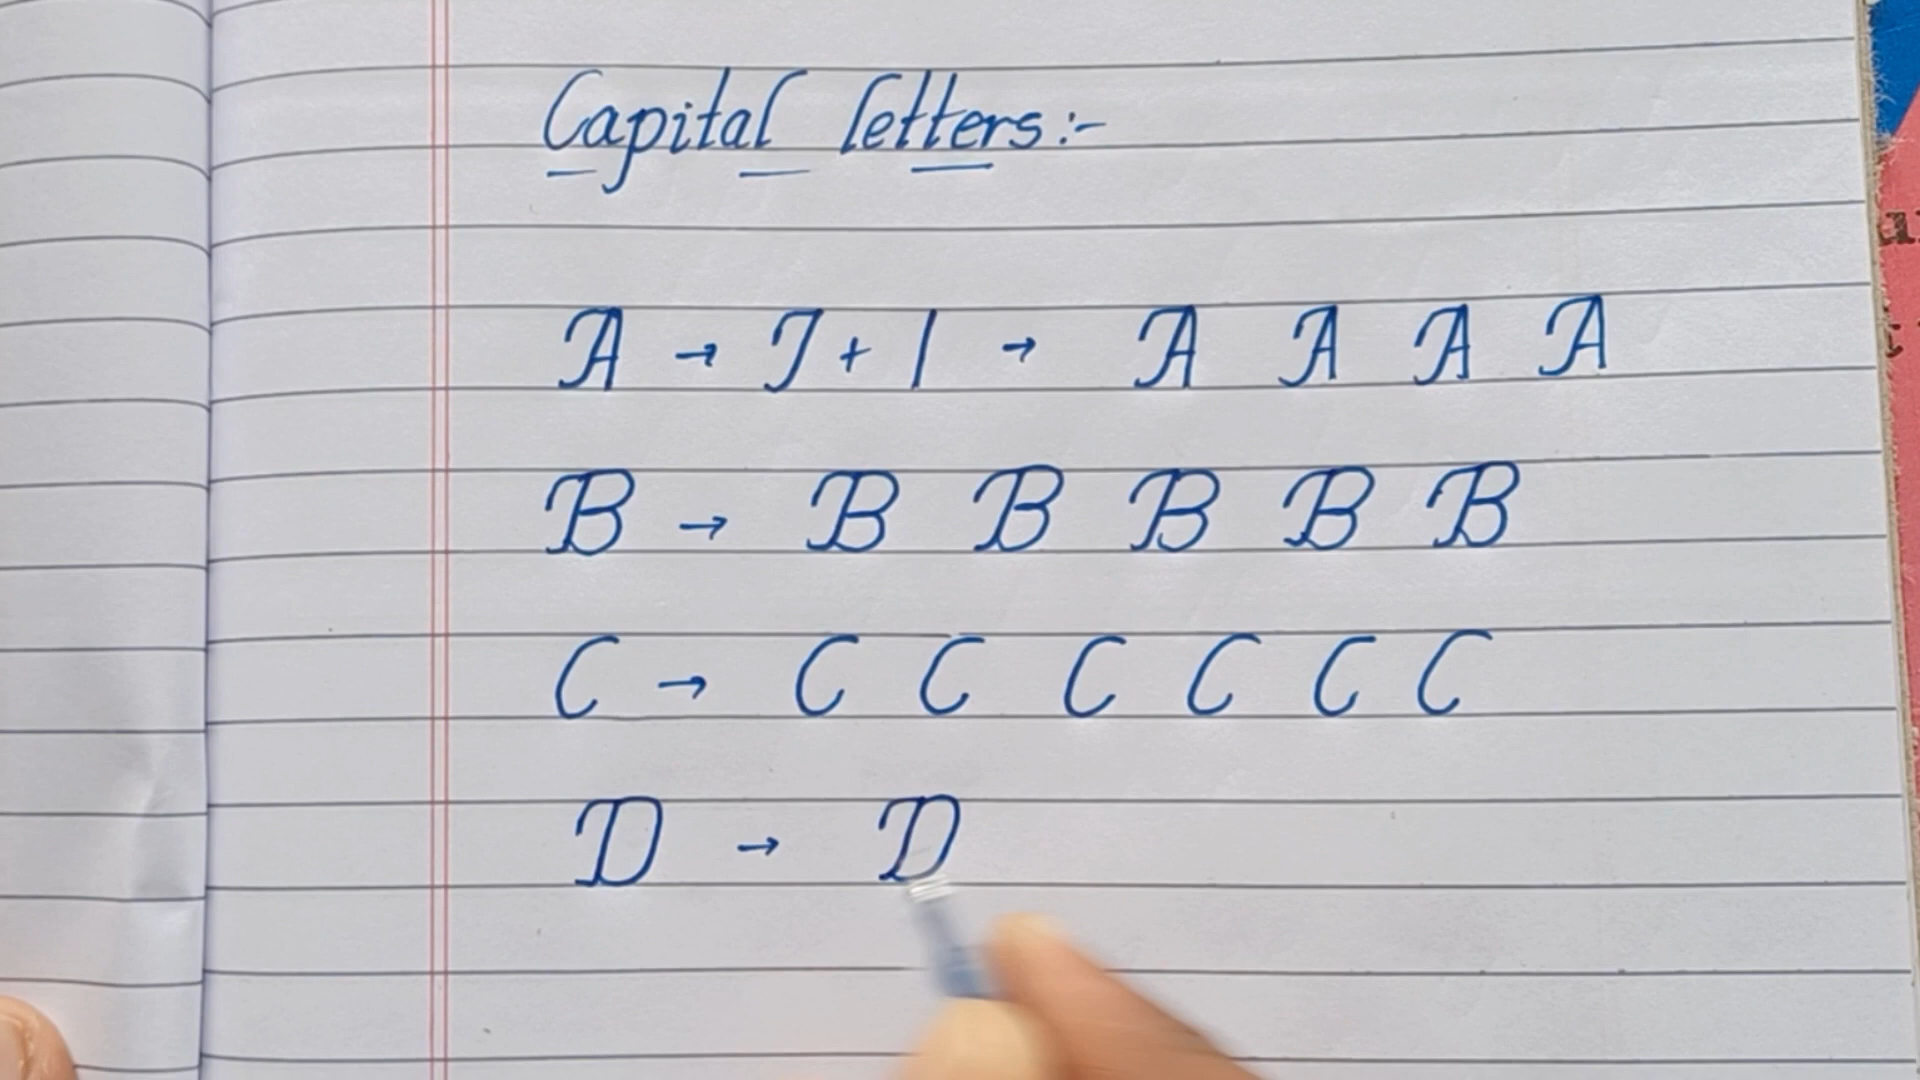 Capital letters:-
A → J + / → A A A A
B → B B B B B
C → C C C C C C
D → D